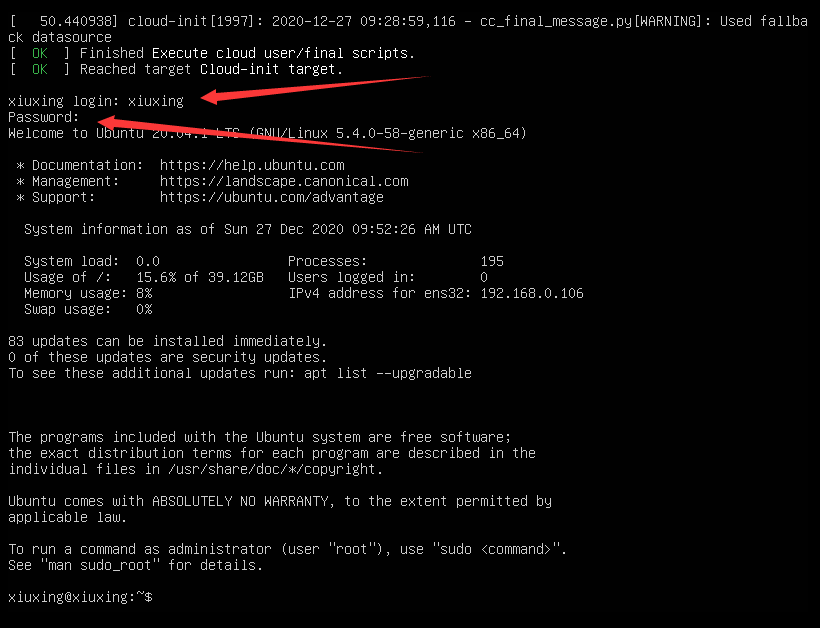 [   50.440938] cloud-init[1997]: 2020-12-27 09:28:59,116 - cc_final_message.py[WARNING]: Used fallba
ck datasource
[  OK  ] Finished Execute cloud user/final scripts.
[  OK  ] Reached target Cloud-init target.
xiuxing login: xiuxing
Password:
Welcome to Ubuntu 20.04.1 LTS (GNU/Linux 5.4.0-58-generic x86_64)
* Documentation:  https://help.ubuntu.com
* Management:     https://landscape.canonical.com
* Support:        https://ubuntu.com/advantage
System information as of Sun 27 Dec 2020 09:52:26 AM UTC
System load:  0.0                Processes:              195
Usage of /:   15.6% of 39.12GB   Users logged in:        0
Memory usage: 8%                 IPv4 address for ens32: 192.168.0.106
Swap usage:   0%
83 updates can be installed immediately.
0 of these updates are security updates.
To see these additional updates run: apt list --upgradable
The programs included with the Ubuntu system are free software;
the exact distribution terms for each program are described in the
individual files in /usr/share/doc/*/copyright.
Ubuntu comes with ABSOLUTELY NO WARRANTY, to the extent permitted by
applicable law.
To run a command as administrator (user "root"), use "sudo <command>".
See "man sudo_root" for details.
xiuxing@xiuxing:~$